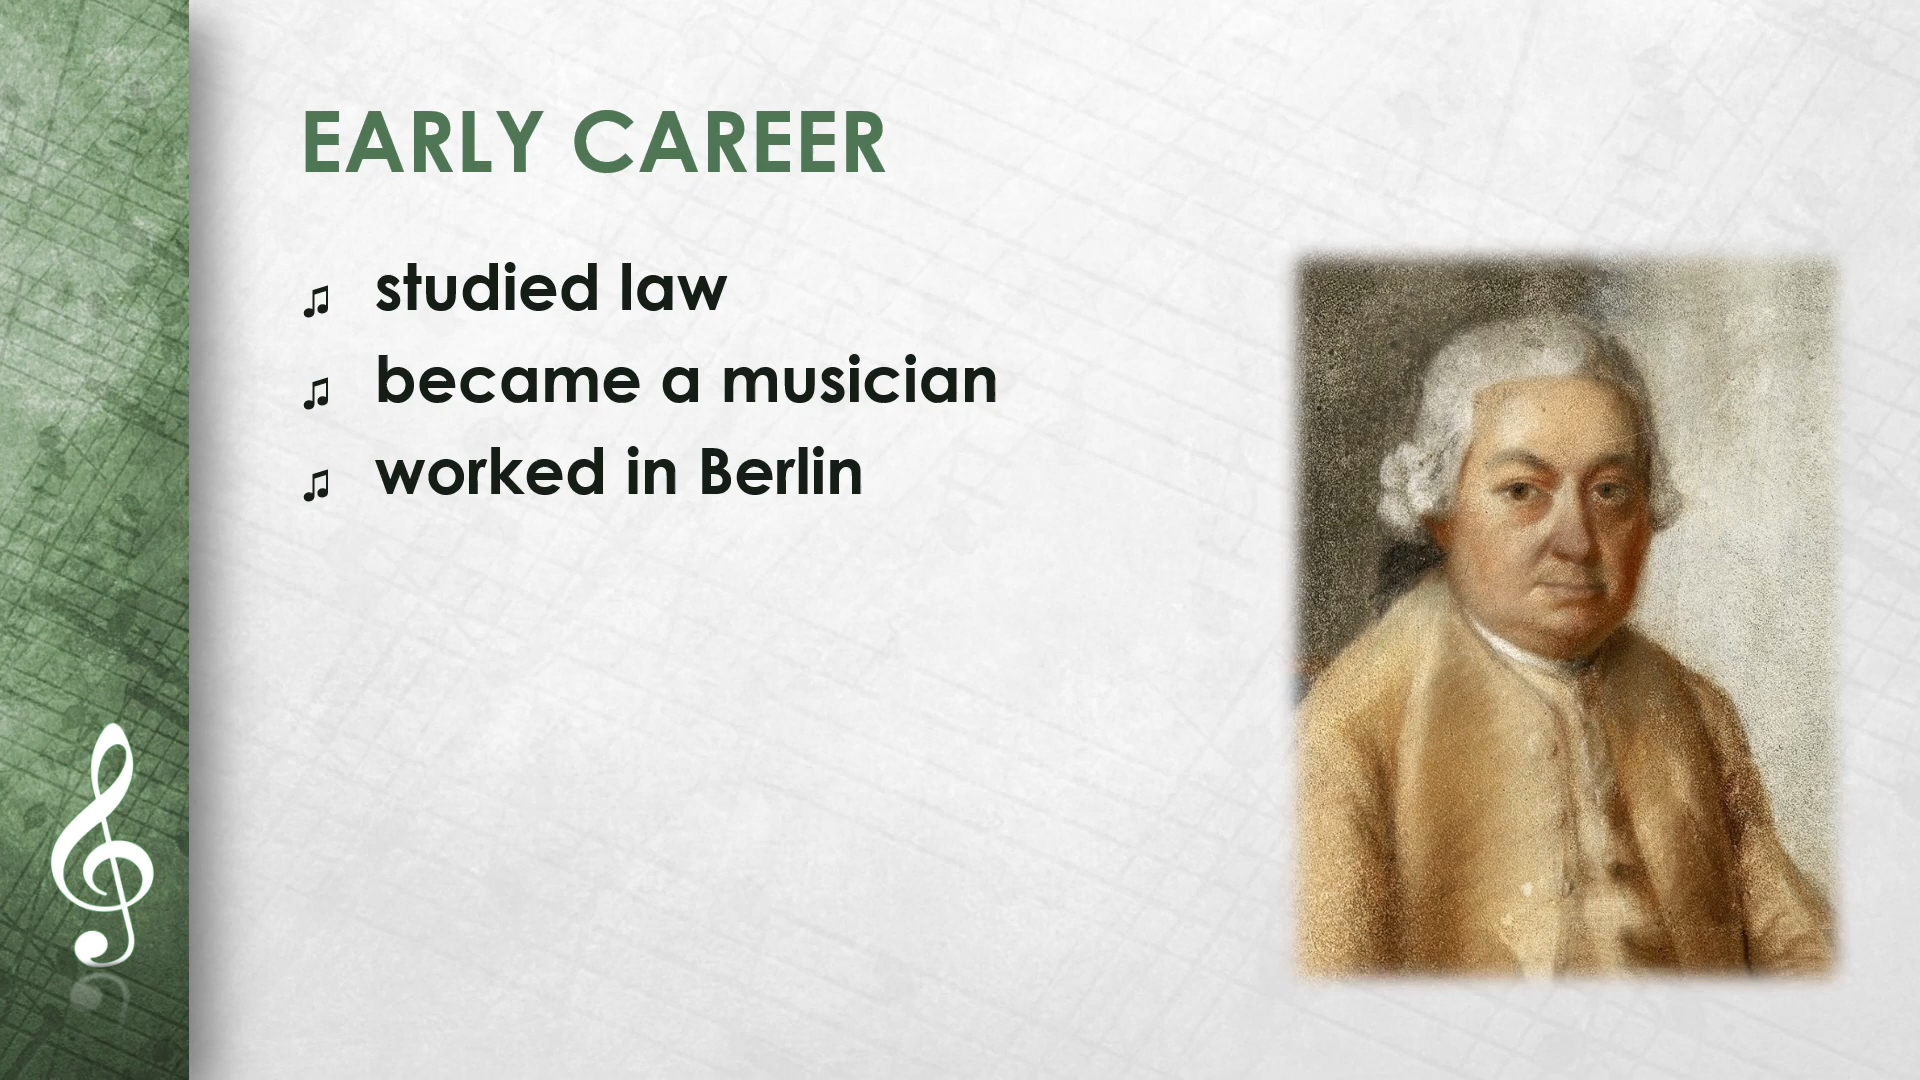 EARLY CAREER
♫ studied law
♫ became a musician
♫ worked in Berlin